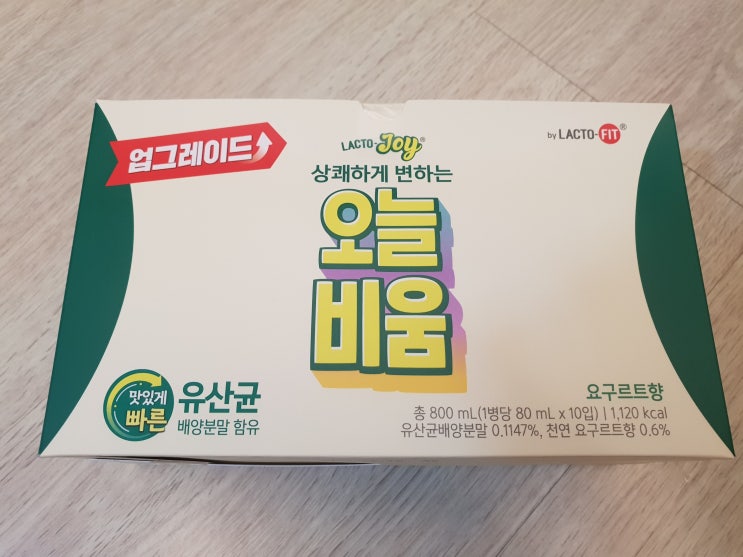 업그레이드
LACTO-Joy®
by LACTO-FIT®
상쾌하게 변하는
오늘
비움
맛있게
빠른
유산균
배양분말 함유
요구르트향
총 800 mL(1병당 80 mL x 10입) | 1,120 kcal
유산균배양분말 0.1147%, 천연 요구르트향 0.6%